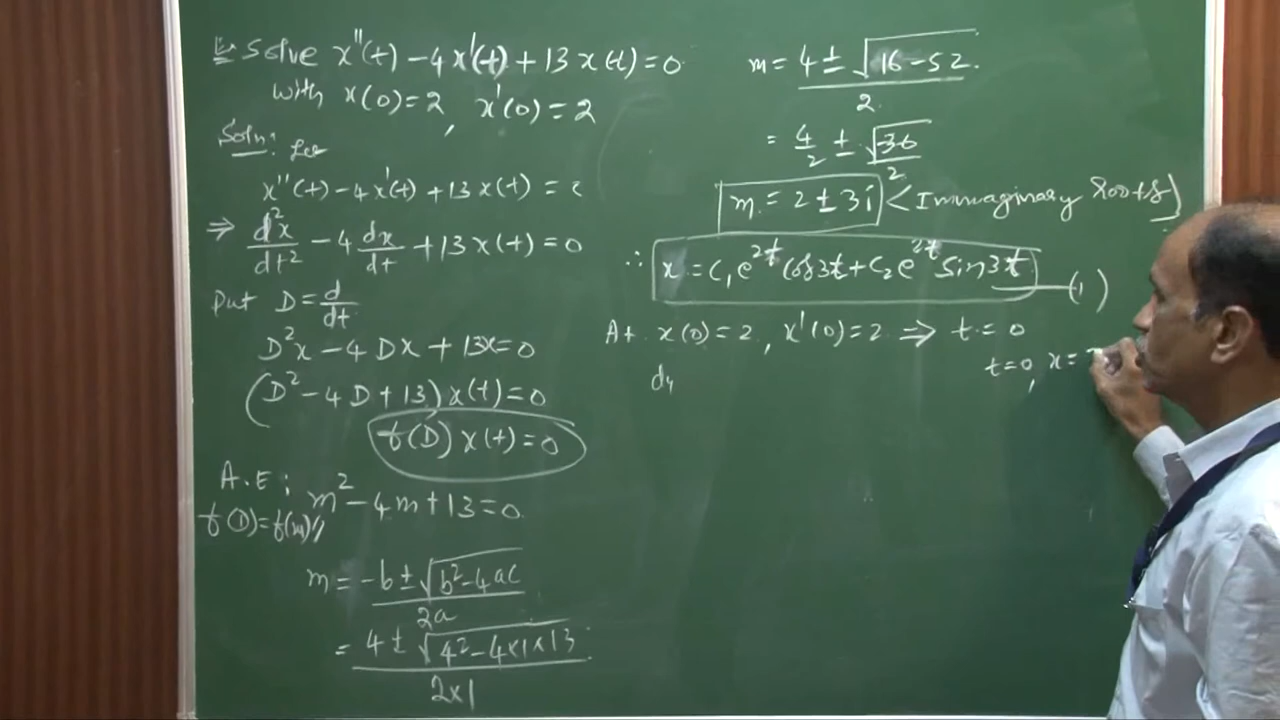 Ex Solve x''(t) - 4x'(t) + 13x(t) = 0
with x(0) = 2, x'(0) = 2
Soln:
x''(t) - 4x'(t) + 13x(t) =
⇒ d²x/dt² - 4 dx/dt + 13x(t) = 0
Put D = d/dt
D²x - 4Dx + 13x = 0
(D² - 4D + 13) x(t) = 0
f(D) x(t) = 0
A.E;
m² - 4m + 13 = 0
f(D) = f(m)
m = -b ± √(b² - 4ac) / 2a
= 4 ± √(4² - 4×1×13) / 2×1
m = 4 ± √(16 - 52) / 2
= 4/2 ± √-36 / 2
m = 2 ± 3i < Immaginary Roots
∴ x = C₁e^2t Cos3t + C₂e^2t Sin3t —(1)
At x(0) = 2, x'(0) = 2 ⇒ t = 0
t = 0, x =